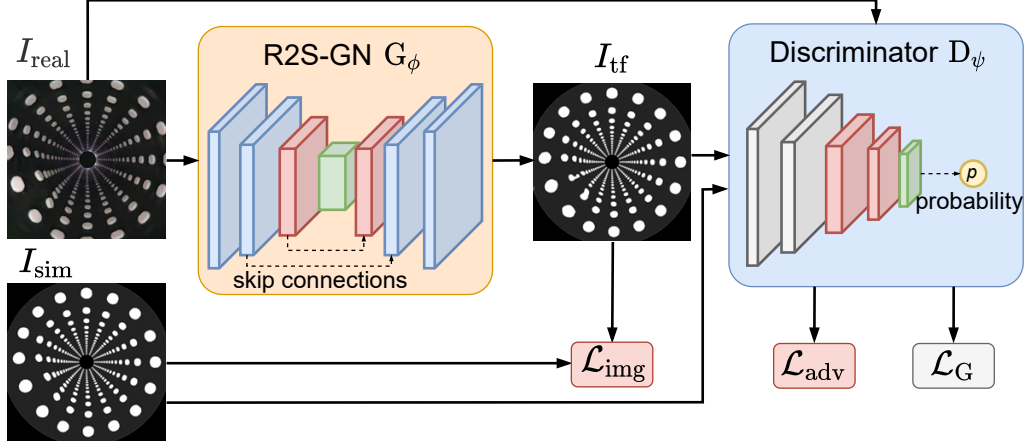 I_real
R2S-GN G_ϕ
I_tf
Discriminator D_ψ
p
probability
I_sim
skip connections
ℒ_img
ℒ_adv
ℒ_G